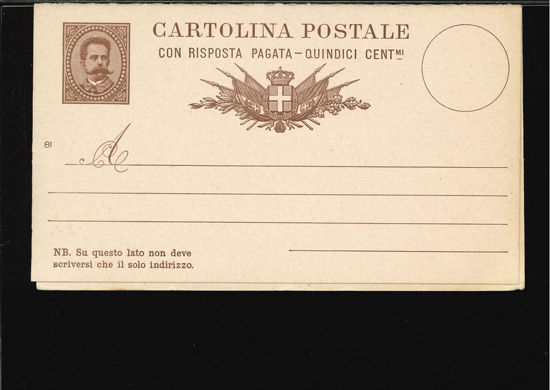 CARTOLINA POSTALE
CON RISPOSTA PAGATA - QUINDICI CENTMI
81
A
NB. Su questo lato non deve
scriversi che il solo indirizzo.